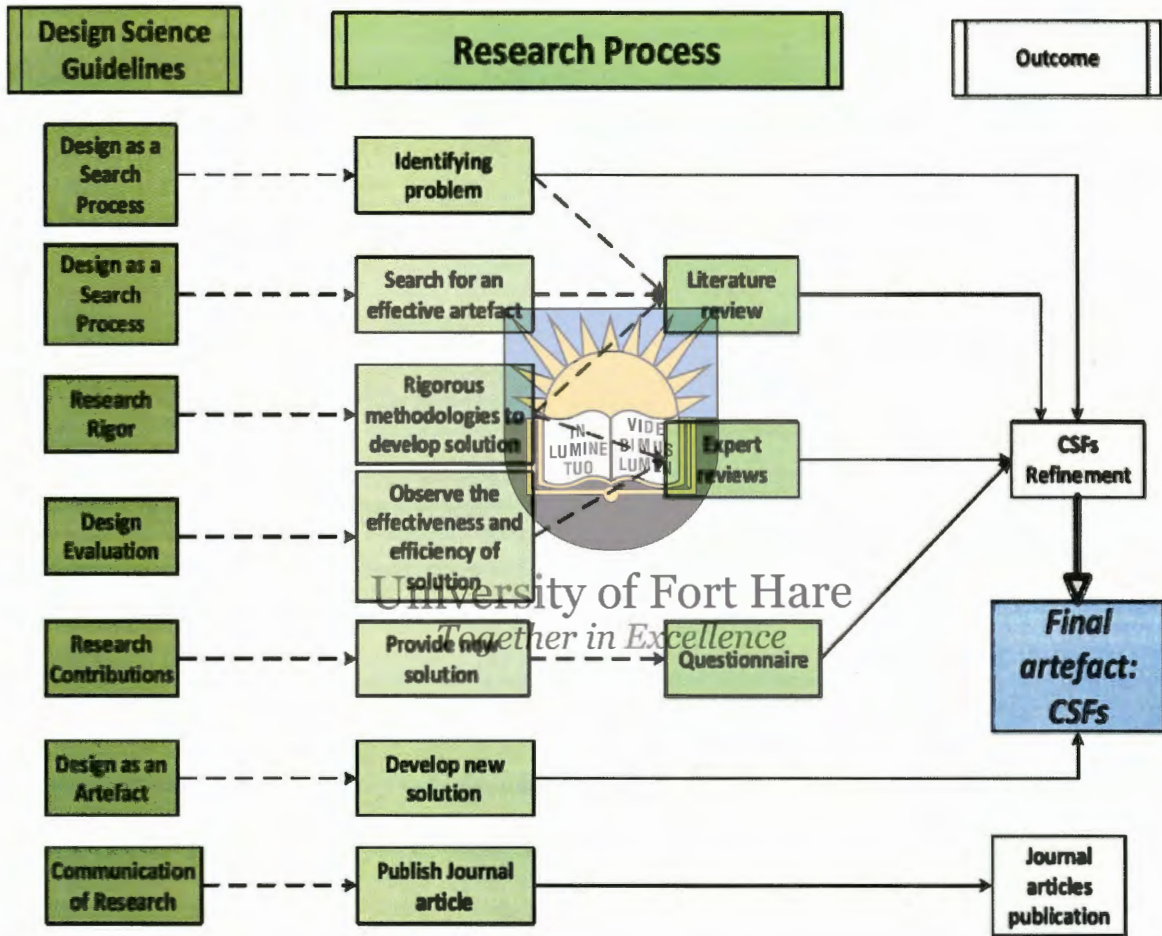 Design Science
Guidelines
Research Process
Outcome
Design as a
Search
Process
Identifying
problem
Design as a
Search
Process
Search for an
effective artefact
Literature
review
Research
Rigor
Rigorous
methodologies to
develop solution
IN
LUMINE
TUO
VIDE
BIMUS
LUMEN
Expert
reviews
CSFs
Refinement
Design
Evaluation
Observe the
effectiveness and
efficiency of
solution
University of Fort Hare
Together in Excellence
Research
Contributions
Provide new
solution
Questionnaire
Final
artefact:
CSFs
Design as an
Artefact
Develop new
solution
Communication
of Research
Publish Journal
article
Journal
articles
publication